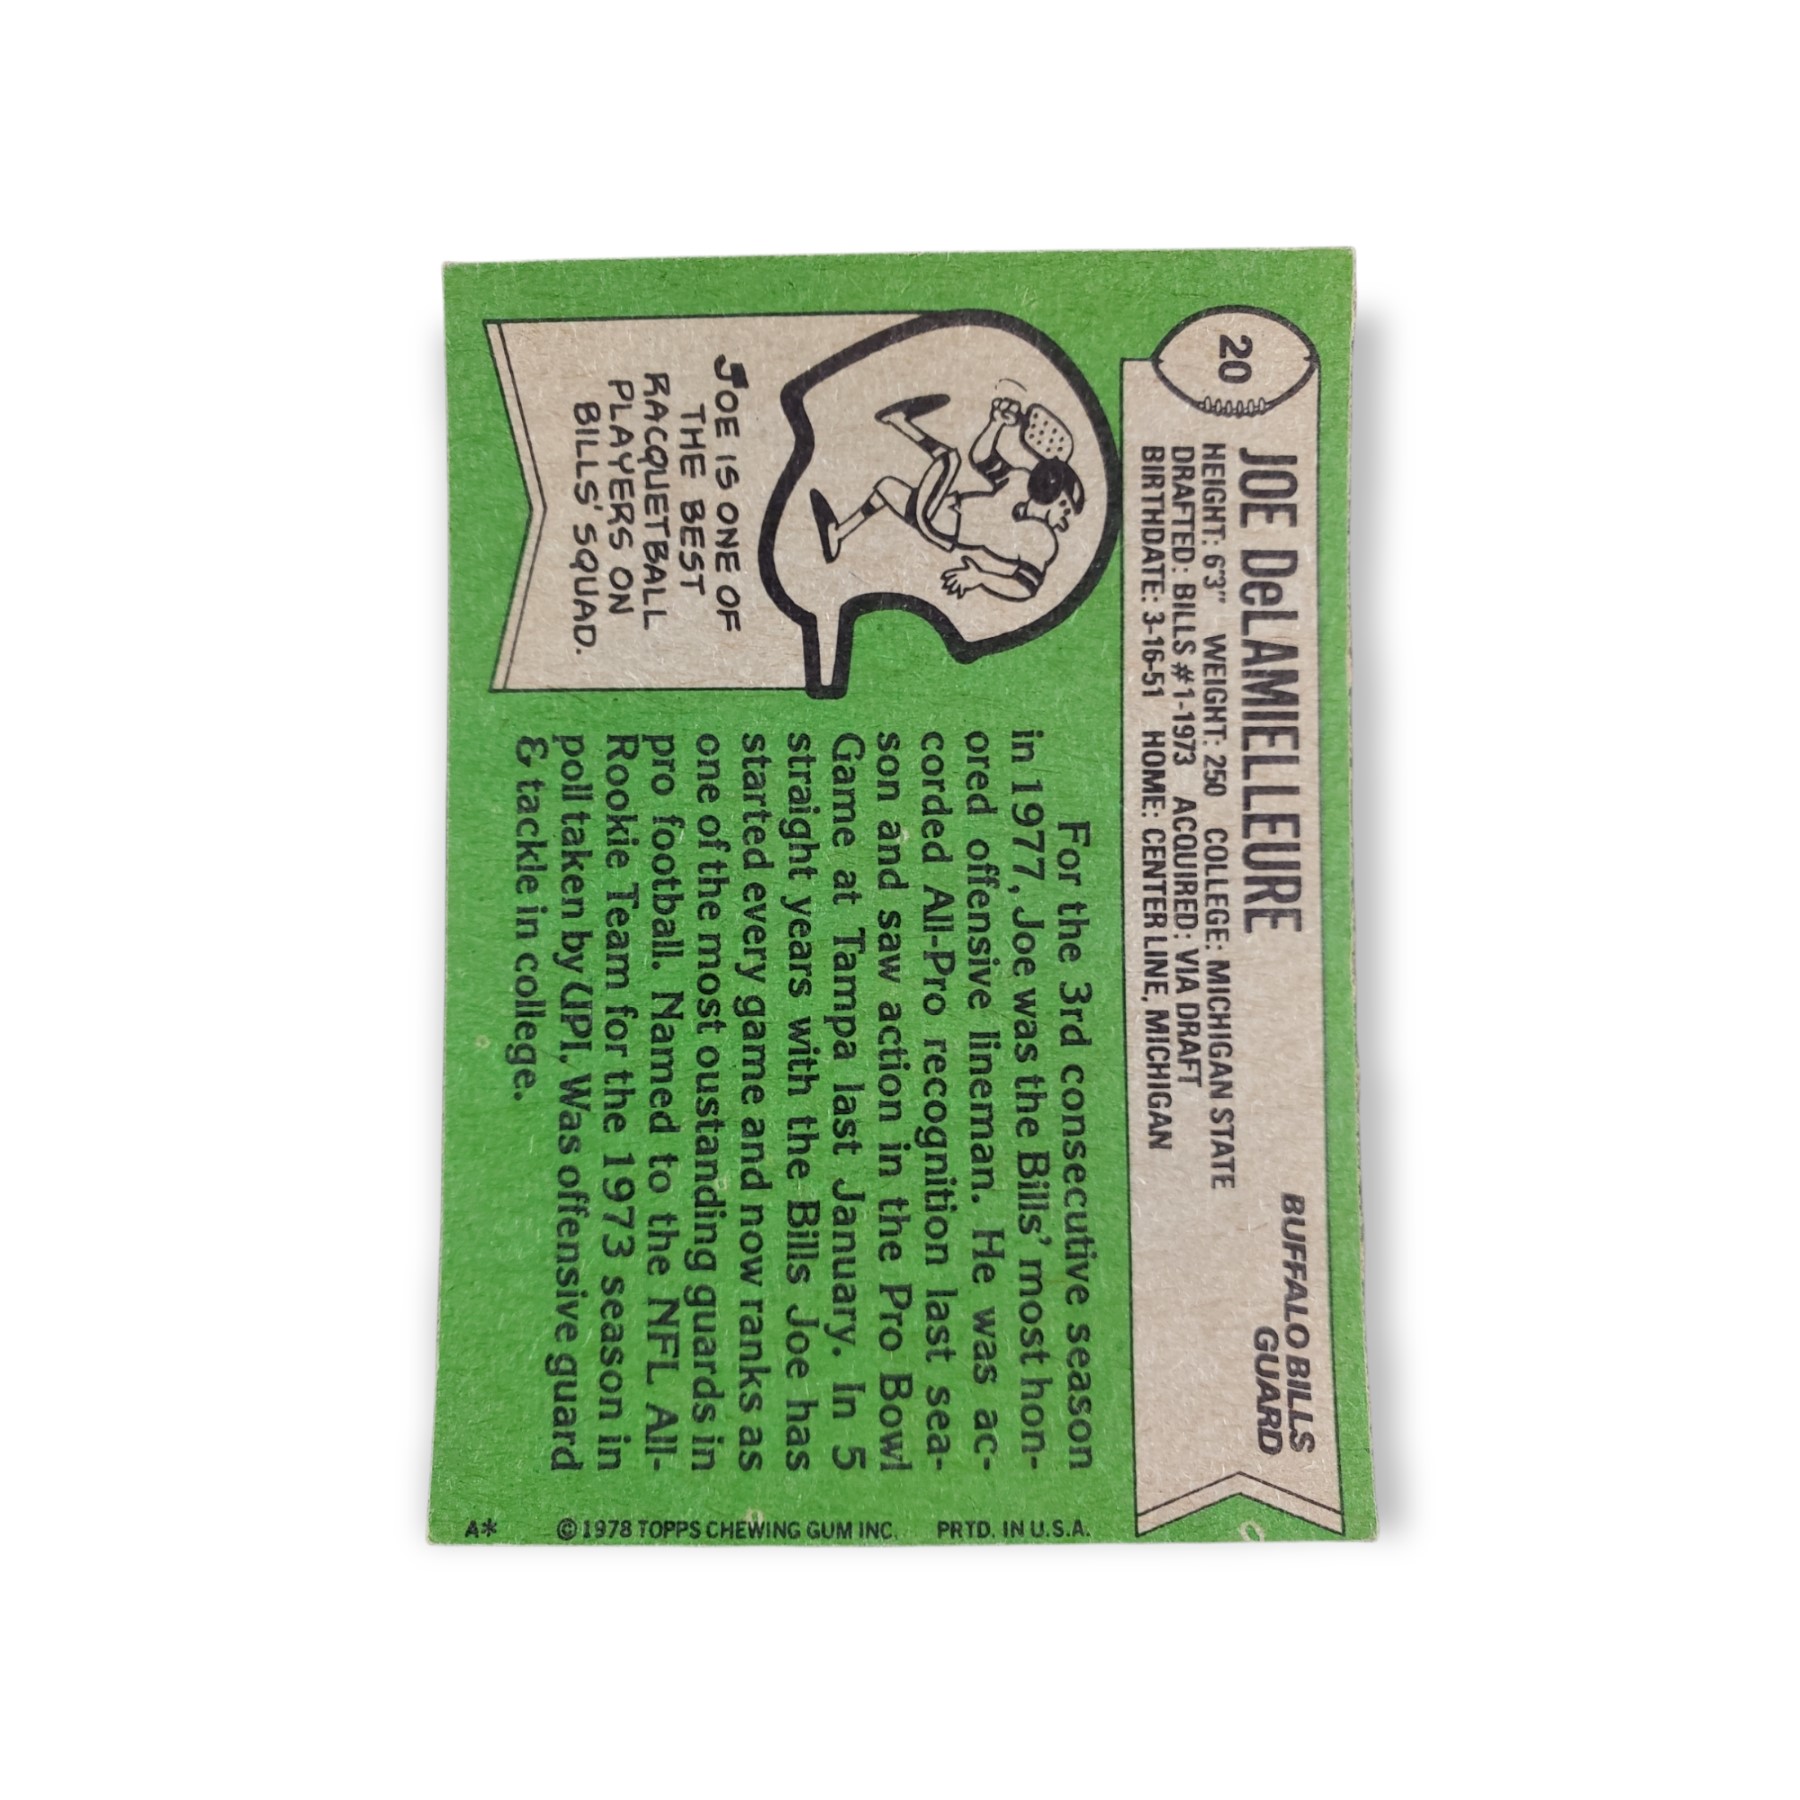 20
JOE DeLAMIELLEURE
BUFFALO BILLS
GUARD
HEIGHT: 6'3" WEIGHT: 250 COLLEGE: MICHIGAN STATE
DRAFTED: BILLS #1-1973 ACQUIRED: VIA DRAFT
BIRTHDATE: 3-16-51 HOME: CENTER LINE, MICHIGAN
JOE IS ONE OF
THE BEST
RACQUETBALL
PLAYERS ON
BILLS' SQUAD.
For the 3rd consecutive season
in 1977, Joe was the Bills' most hon-
ored offensive lineman. He was ac-
corded All-Pro recognition last sea-
son and saw action in the Pro Bowl
Game at Tampa last January. In 5
straight years with the Bills Joe has
started every game and now ranks as
one of the most oustanding guards in
pro football. Named to the NFL All-
Rookie Team for the 1973 season in
poll taken by UPI. Was offensive guard
& tackle in college.
A* © 1978 TOPPS CHEWING GUM INC. PRTD. IN U.S.A.